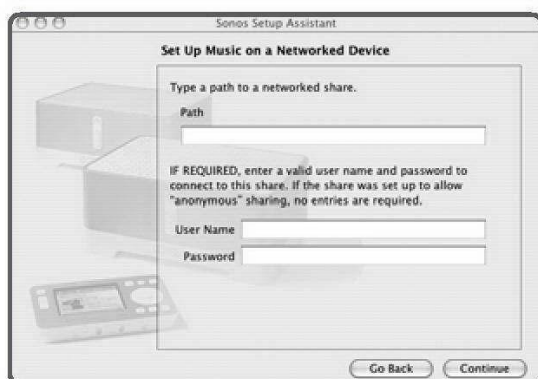 Sonos Setup Assistant
Set Up Music on a Networked Device
Type a path to a networked share.
Path
IF REQUIRED, enter a valid user name and password to
connect to this share. If the share was set up to allow
"anonymous" sharing, no entries are required.
User Name
Password
Go Back
Continue